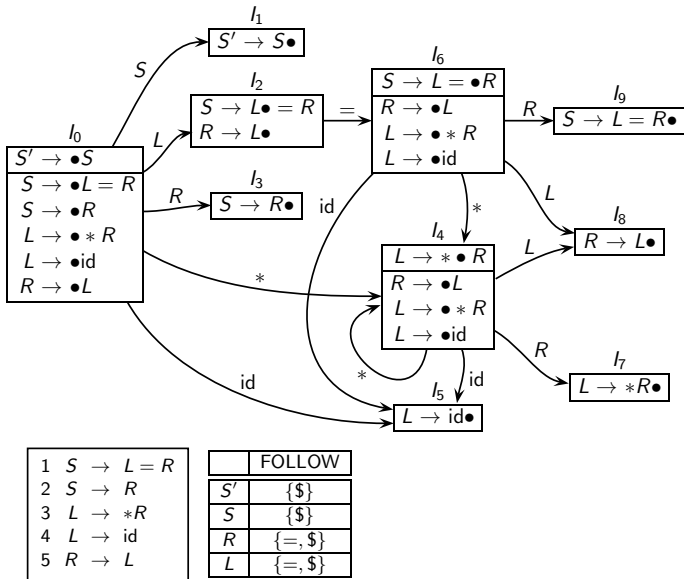 I₁
S′ → S●
S
I₂
S → L● = R
R → L●
=
I₆
S → L = ●R
R → ●L
L → ● ∗ R
L → ●id
R
I₉
S → L = R●
I₀
S′ → ●S
S → ●L = R
S → ●R
L → ● ∗ R
L → ●id
R → ●L
L
R
I₃
S → R●
id
∗
L
I₈
R → L●
I₄
L → ∗ ● R
R → ●L
L → ● ∗ R
L → ●id
L
∗
∗
R
I₇
L → ∗R●
id
id
I₅
L → id●
1 S → L = R
2 S → R
3 L → ∗R
4 L → id
5 R → L
FOLLOW
S′ {$}
S {$}
R {=, $}
L {=, $}